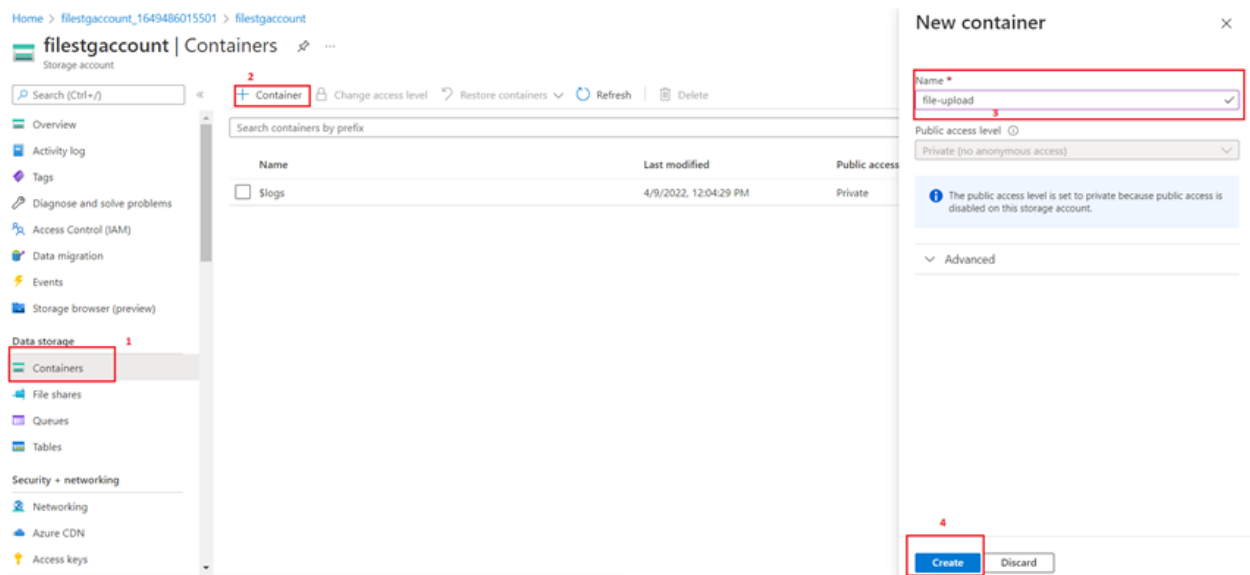 Home > filestgaccount_1649486015501 > filestgaccount
filestgaccount | Containers ...
Storage account
Search (Ctrl+/)
«
Overview
Activity log
Tags
Diagnose and solve problems
Access Control (IAM)
Data migration
Events
Storage browser (preview)
Data storage 1
Containers
File shares
Queues
Tables
Security + networking
Networking
Azure CDN
Access keys
2
+ Container Change access level Restore containers Refresh Delete
Search containers by prefix
Name Last modified Public access
$logs 4/9/2022, 12:04:29 PM Private
New container ×
Name *
file-upload
3
Public access level
Private (no anonymous access)
The public access level is set to private because public access is
disabled on this storage account.
Advanced
4
Create Discard